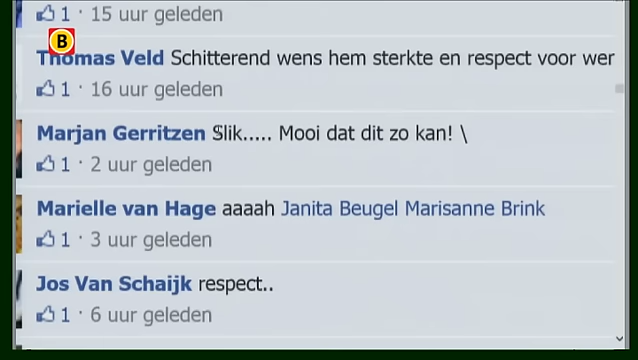 1 · 15 uur geleden
B
Thomas Veld Schitterend wens hem sterkte en respect voor wer
1 · 16 uur geleden
Marjan Gerritzen Slik..... Mooi dat dit zo kan! \
1 · 2 uur geleden
Marielle van Hage aaaah Janita Beugel Marisanne Brink
1 · 3 uur geleden
Jos Van Schaijk respect..
1 · 6 uur geleden